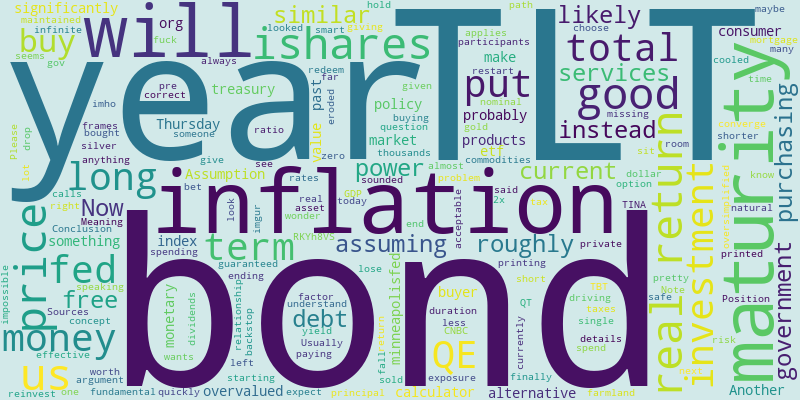 significantly path hold similar likely TLT
maintained org always applies participants giving maybe
infinite looked smart choose many
fuck buy will ishares make total consumer mortgage
seems gov restart services cooled
pre far given put good time
Please correct redeem nominal year
imho treasury policy probably missing shorter
drop Thursday someone past buying gold instead converge
frames bought ratio question products sit room
lot silver give value market etf dollar
anything see zero thousands commodities option
long Assumption power almost current purchasing
calls bet rates problem tax know
Now right inflation sounded said TINA
Meaning look real asset GDP today acceptable 2x natural
Conclusion wonder end private
something index term imgur RKYh8VS assuming roughly printed
price spending guaranteed lose printing real return
fed speaking ending factor buyer short Position
impossible free monetary dividends relationship backstop understand minneapolisfed duration QT IOI driving safe investment oversimplified maturity
Sources concept debt yield less taxes Note pretty
money Usually CNBC currently single risk government
effective paying QE details
left fall return finally spend
us worth starting exposure
argument fundamental quickly expect principal farmland
reinvest one overvalued sold calculator alternative Another
bond